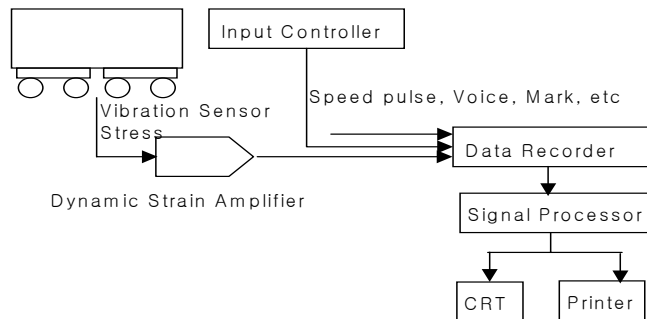 Input Controller
Speed pulse, Voice, Mark, etc
Vibration Sensor
Stress
Data Recorder
Dynamic Strain Amplifier
Signal Processor
CRT
Printer